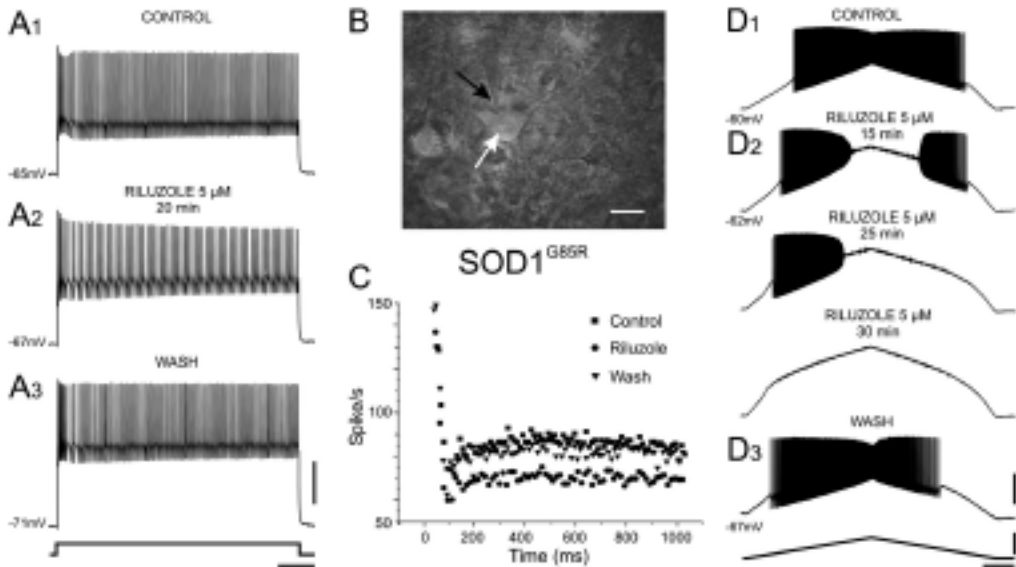 A1
CONTROL
-65mV
A2
RILUZOLE 5 µM
20 min
-67mV
A3
WASH
-71mV
B
SOD1G85R
C
150
100
50
Spike/s
Control
Riluzole
Wash
0 200 400 600 800 1000
Time (ms)
D1
CONTROL
-60mV
D2
RILUZOLE 5 µM
15 min
-62mV
RILUZOLE 5 µM
25 min
RILUZOLE 5 µM
30 min
D3
WASH
-67mV